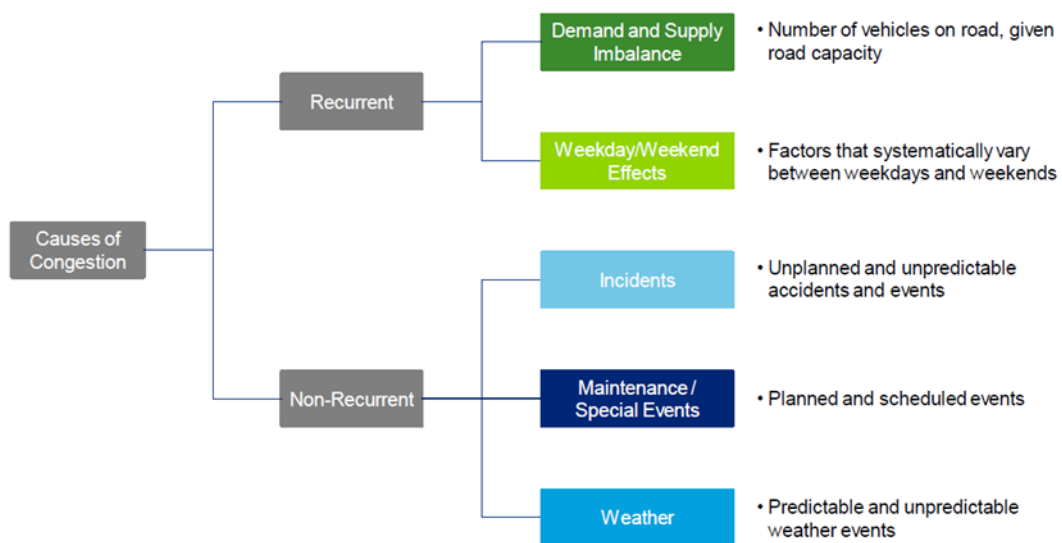 Demand and Supply
Imbalance
• Number of vehicles on road, given
road capacity
Recurrent
Weekday/Weekend
Effects
• Factors that systematically vary
between weekdays and weekends
Causes of
Congestion
Incidents
• Unplanned and unpredictable
accidents and events
Non-Recurrent
Maintenance /
Special Events
• Planned and scheduled events
Weather
• Predictable and unpredictable
weather events